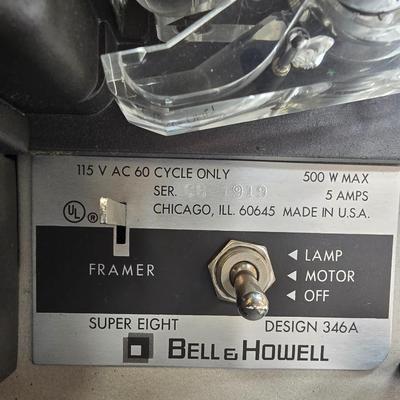 115 V AC 60 CYCLE ONLY 500 W MAX
SER. 5 AMPS
UL ® CHICAGO, ILL. 60645 MADE IN U.S.A.
◄ LAMP
FRAMER ◄ MOTOR
◄ OFF
SUPER EIGHT DESIGN 346A
BELL & HOWELL